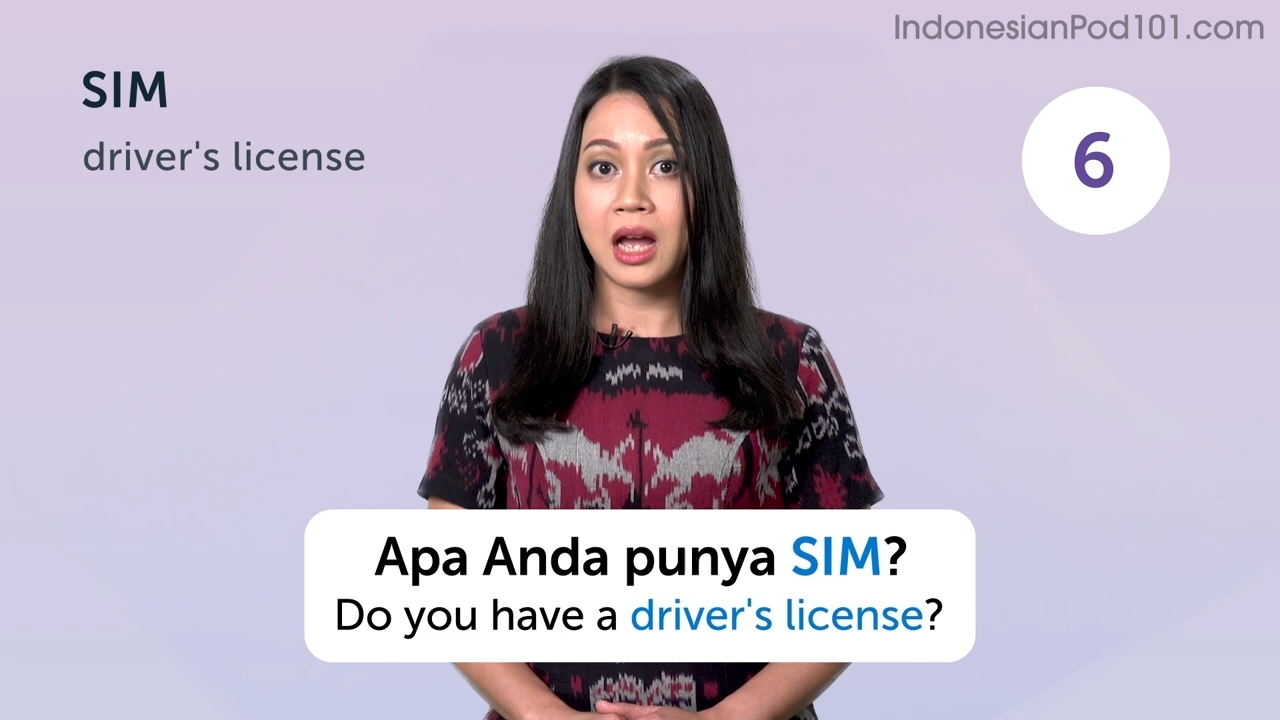 IndonesianPod101.com
SIM
driver's license
6
Apa Anda punya SIM?
Do you have a driver's license?